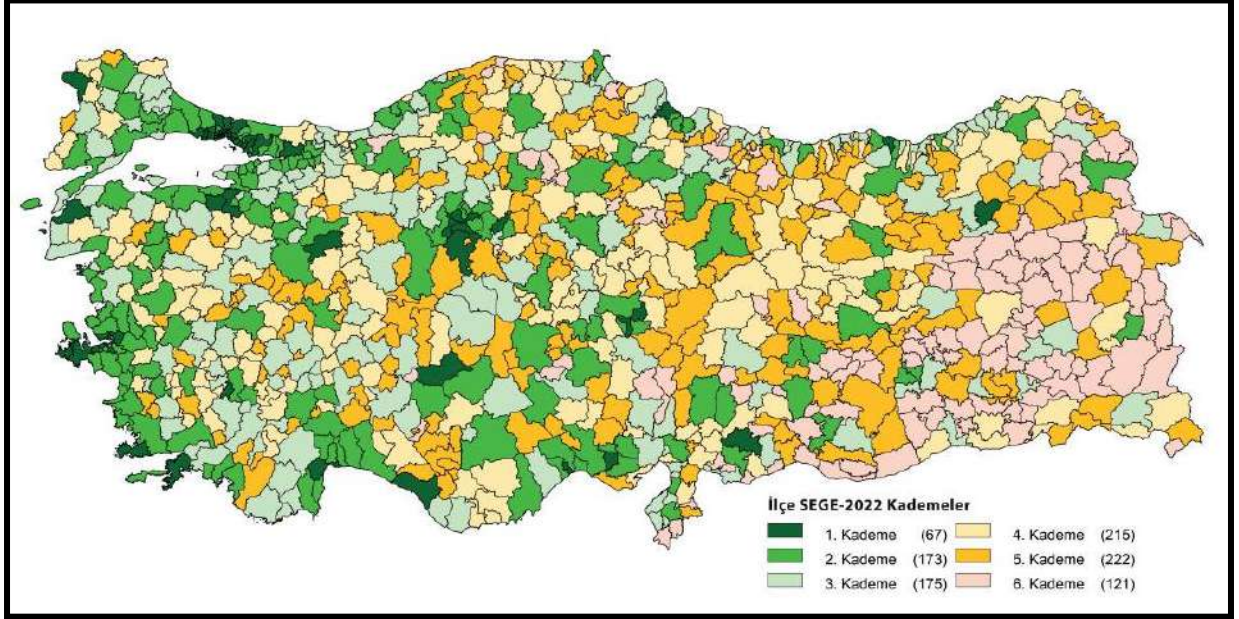 İlçe SEGE-2022 Kademeler
1. Kademe (67) 4. Kademe (215)
2. Kademe (173) 5. Kademe (222)
3. Kademe (175) 6. Kademe (121)